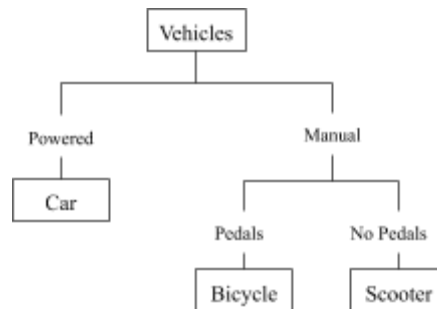 Vehicles
Powered
Manual
Car
Pedals
No Pedals
Bicycle
Scooter